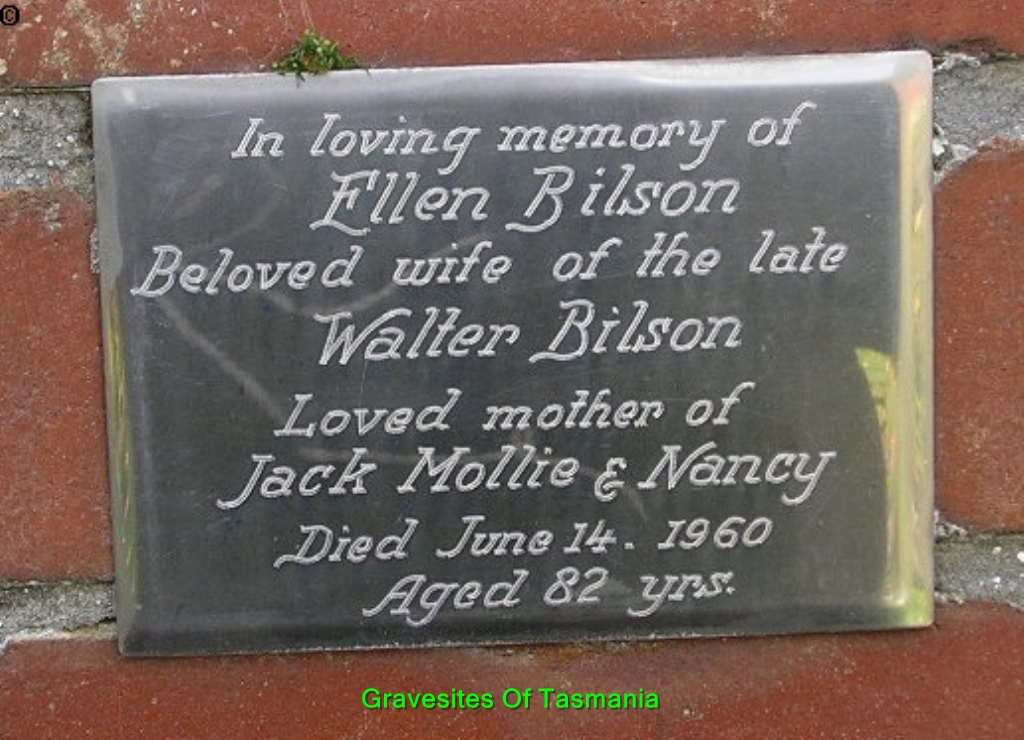 ©
In loving memory of
Ellen Bilson
Beloved wife of the late
Walter Bilson
Loved mother of
Jack Mollie & Nancy
Died June 14. 1960
Aged 82 yrs.
Gravesites Of Tasmania